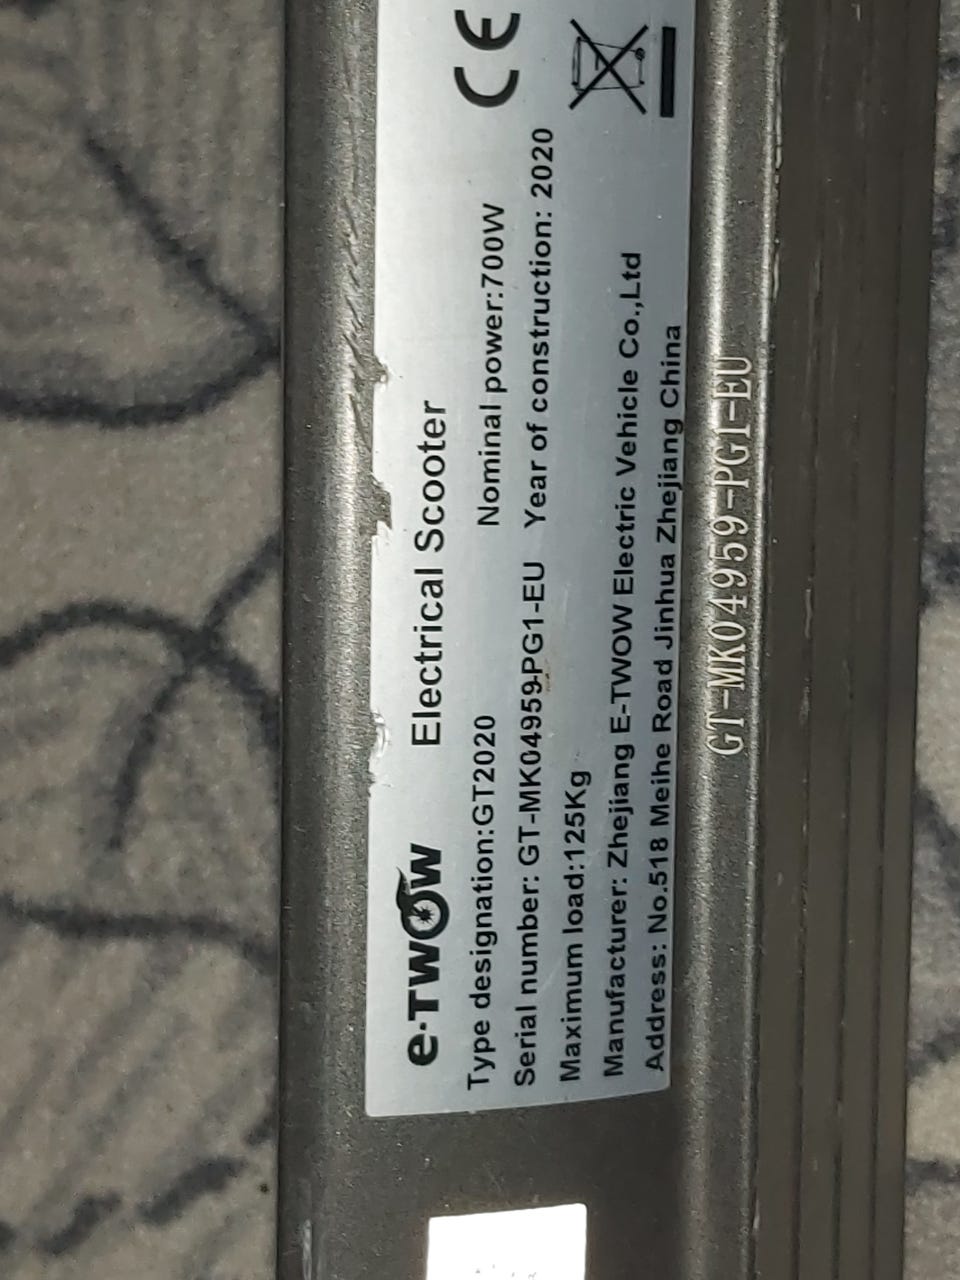 e-TWOW Electrical Scooter CE
Type designation:GT2020 Nominal power:700W
Serial number: GT-MK04959-PG1-EU Year of construction: 2020
Maximum load:125Kg
Manufacturer: Zhejiang E-TWOW Electric Vehicle Co.,Ltd
Address: No.518 Meihe Road Jinhua Zhejiang China
GT-MK04959-PG1-EU